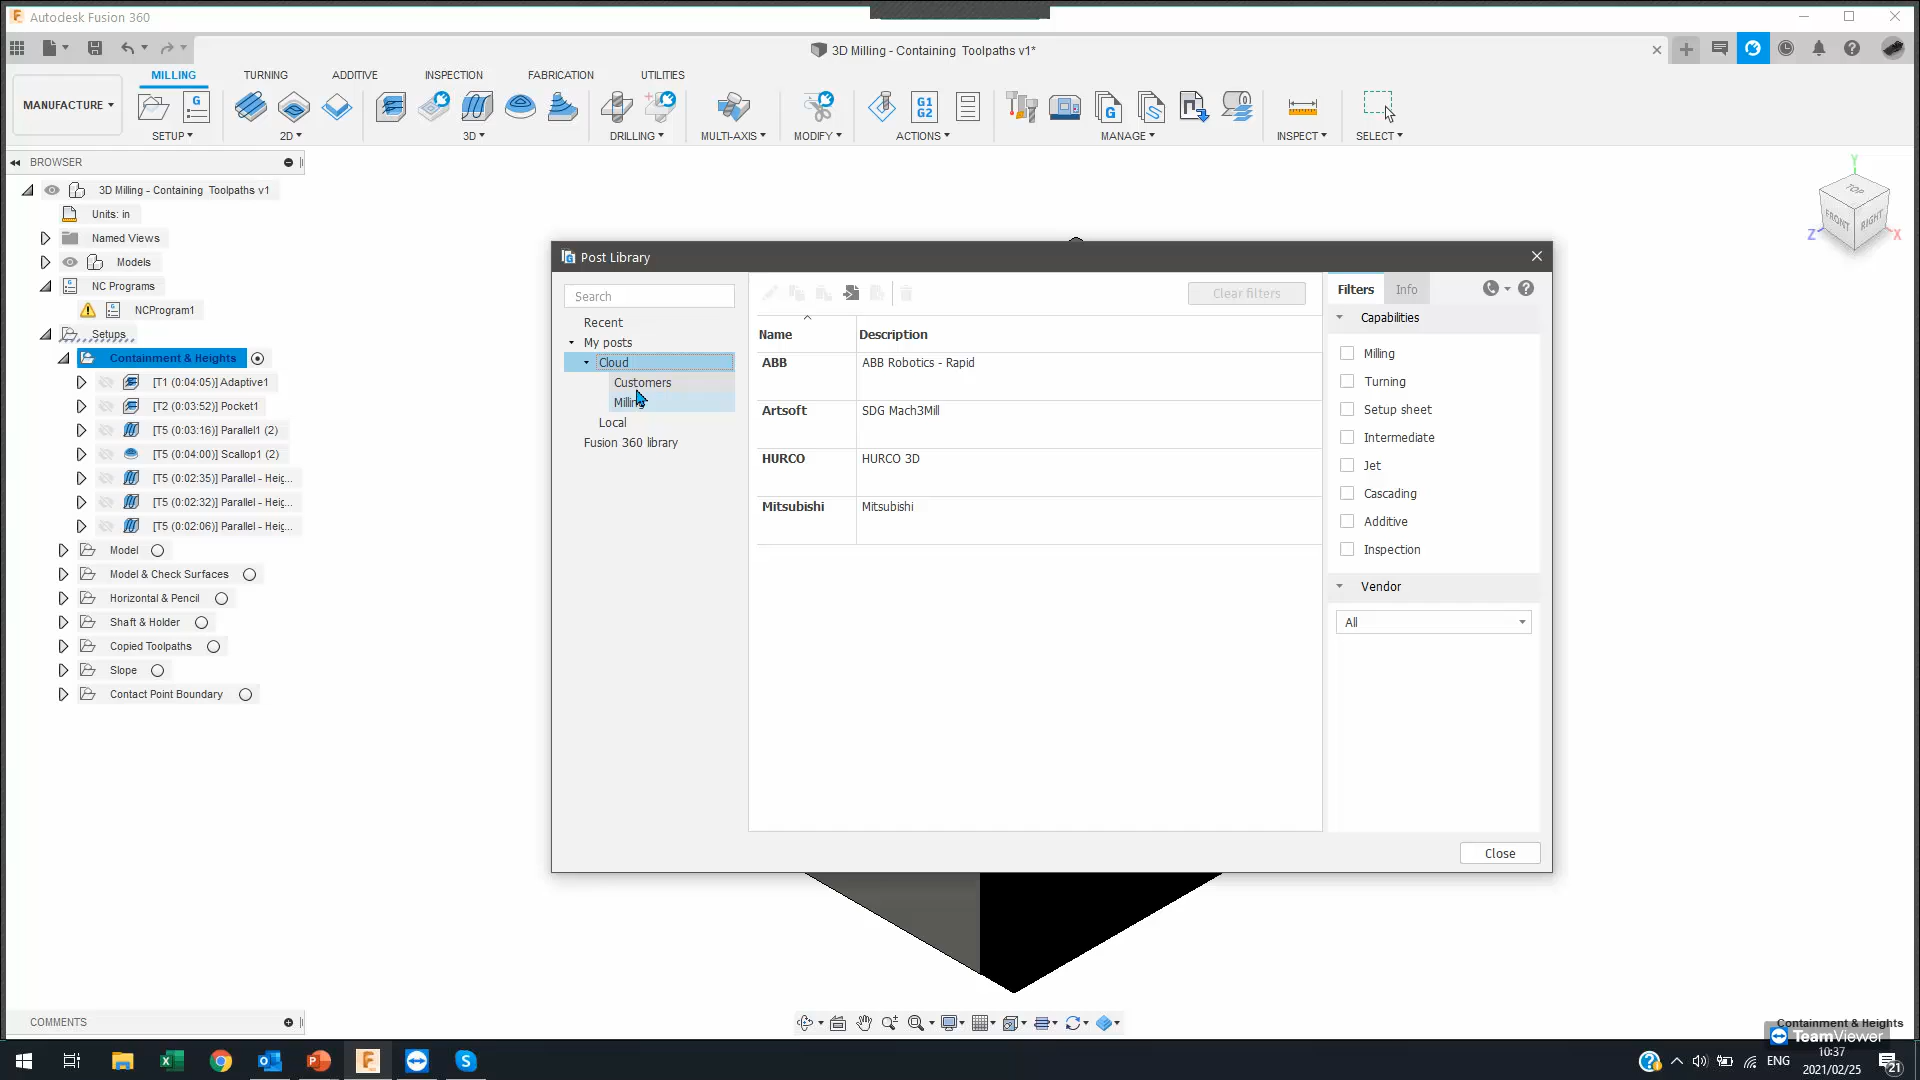 Autodesk Fusion 360
3D Milling - Containing Toolpaths v1*
MANUFACTURE
MILLING
TURNING
ADDITIVE
INSPECTION
FABRICATION
UTILITIES
G1
G2
SETUP
2D
3D
DRILLING
MULTI-AXIS
MODIFY
ACTIONS
MANAGE
INSPECT
SELECT
BROWSER
3D Milling - Containing Toolpaths v1
Units: in
Named Views
Models
NC Programs
NCProgram1
Setups
Containment & Heights
[T1 (0:04:05)] Adaptive1
[T2 (0:03:52)] Pocket1
[T5 (0:03:16)] Parallel1 (2)
[T5 (0:04:00)] Scallop1 (2)
[T5 (0:02:35)] Parallel - Heig...
[T5 (0:02:32)] Parallel - Heig...
[T5 (0:02:06)] Parallel - Heig...
Model
Model & Check Surfaces
Horizontal & Pencil
Shaft & Holder
Copied Toolpaths
Slope
Contact Point Boundary
COMMENTS
Y
TOP
FRONT
RIGHT
Z
X
Post Library
Search
Recent
My posts
Cloud
Customers
Milling
Local
Fusion 360 library
Clear filters
Name
Description
ABB
ABB Robotics - Rapid
Artsoft
SDG Mach3Mill
HURCO
HURCO 3D
Mitsubishi
Mitsubishi
Filters
Info
Capabilities
Milling
Turning
Setup sheet
Intermediate
Jet
Cascading
Additive
Inspection
Vendor
All
Close
Containment & Heights
TeamViewer
ENG
10:37
2021/02/25
21